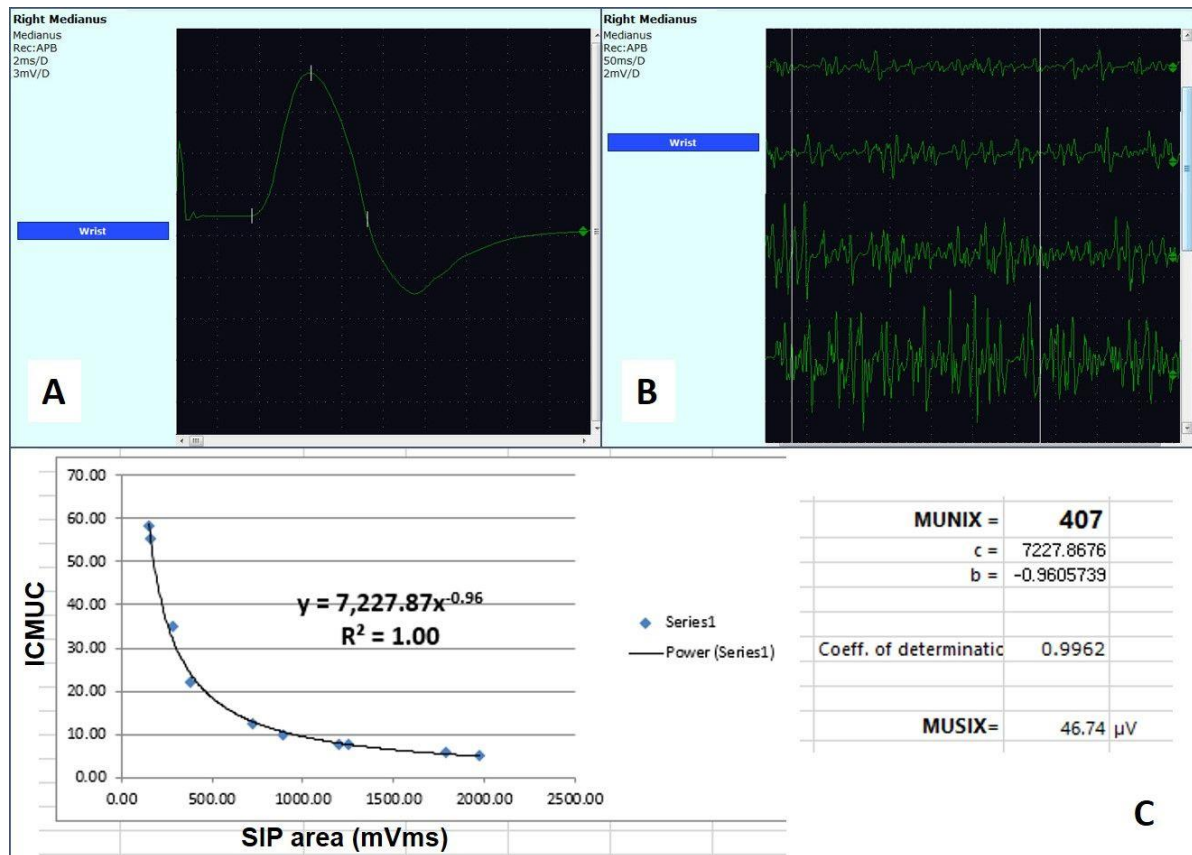 Right Medianus
Medianus
Rec:APB
2ms/D
3mV/D
Wrist
A
Right Medianus
Medianus
Rec:APB
50ms/D
2mV/D
Wrist
B
70.00
60.00
50.00
40.00
30.00
20.00
10.00
0.00
ICMUC
y = 7,227.87x^-0.96
R² = 1.00
Series1
Power (Series1)
0.00 500.00 1000.00 1500.00 2000.00 2500.00
SIP area (mVms)
MUNIX = 407
c = 7227.8676
b = -0.9605739
Coeff. of determinatic 0.9962
MUSIX= 46.74 µV
C